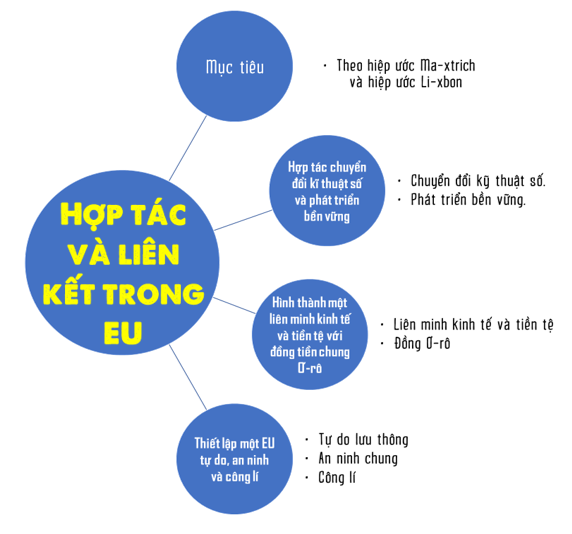 Mục tiêu
• Theo hiệp ước Ma-xtrich
và hiệp ước Li-xbon
HỢP TÁC
VÀ LIÊN
KẾT TRONG
EU
Hợp tác chuyển
đổi kĩ thuật số
và phát triển
bền vững
• Chuyển đổi kỹ thuật số.
• Phát triển bền vững.
Hình thành một
liên minh kinh tế
và tiền tệ với
đồng tiền chung
Ơ-rô
• Liên minh kinh tế và tiền tệ
• Đồng Ơ-rô
Thiết lập một EU
tự do, an ninh
và công lí
• Tự do lưu thông
• An ninh chung
• Công lí